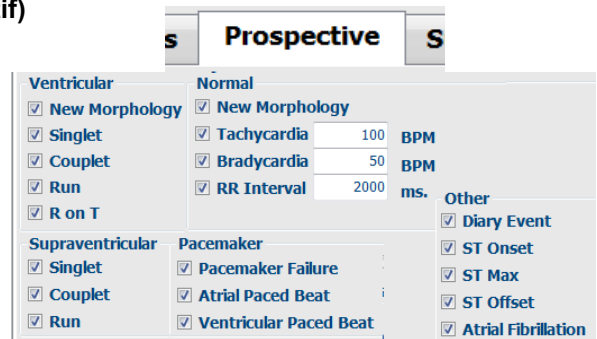 if)
s Prospective S
Ventricular
New Morphology
Singlet
Couplet
Run
R on T
Normal
New Morphology
Tachycardia 100 BPM
Bradycardia 50 BPM
RR Interval 2000 ms.
Supraventricular
Singlet
Couplet
Run
Pacemaker
Pacemaker Failure
Atrial Paced Beat
Ventricular Paced Beat
Other
Diary Event
ST Onset
ST Max
ST Offset
Atrial Fibrillation